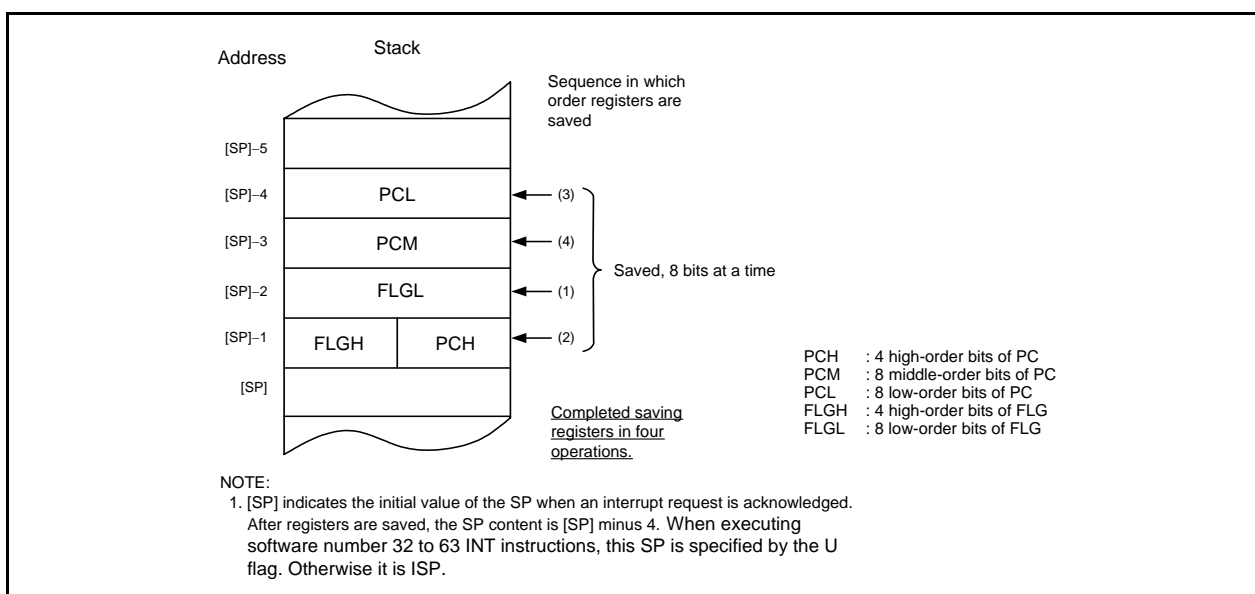 Address
Stack
Sequence in which
order registers are
saved
[SP]−5
[SP]−4
PCL
(3)
[SP]−3
PCM
(4)
Saved, 8 bits at a time
[SP]−2
FLGL
(1)
[SP]−1
FLGH
PCH
(2)
[SP]
PCH : 4 high-order bits of PC
PCM : 8 middle-order bits of PC
PCL : 8 low-order bits of PC
FLGH : 4 high-order bits of FLG
FLGL : 8 low-order bits of FLG
Completed saving
registers in four
operations.
NOTE:
1. [SP] indicates the initial value of the SP when an interrupt request is acknowledged.
After registers are saved, the SP content is [SP] minus 4. When executing
software number 32 to 63 INT instructions, this SP is specified by the U
flag. Otherwise it is ISP.